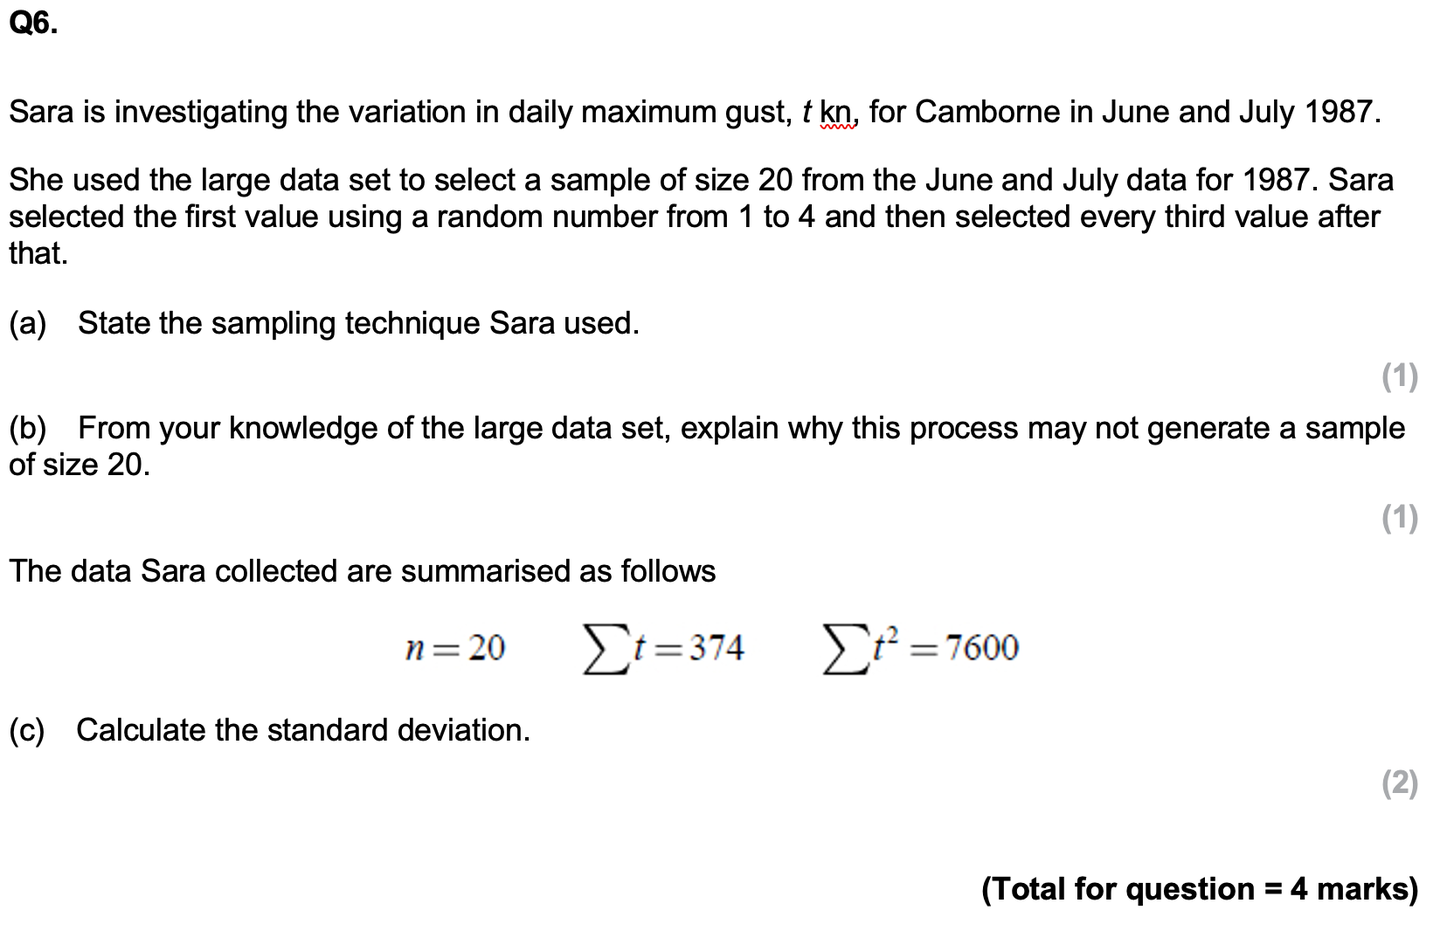 Q6.
Sara is investigating the variation in daily maximum gust, t kn, for Camborne in June and July 1987.
She used the large data set to select a sample of size 20 from the June and July data for 1987. Sara
selected the first value using a random number from 1 to 4 and then selected every third value after
that.
(a) State the sampling technique Sara used.
(1)
(b) From your knowledge of the large data set, explain why this process may not generate a sample
of size 20.
(1)
The data Sara collected are summarised as follows
n = 20 ∑t = 374 ∑t² = 7600
(c) Calculate the standard deviation.
(2)
(Total for question = 4 marks)